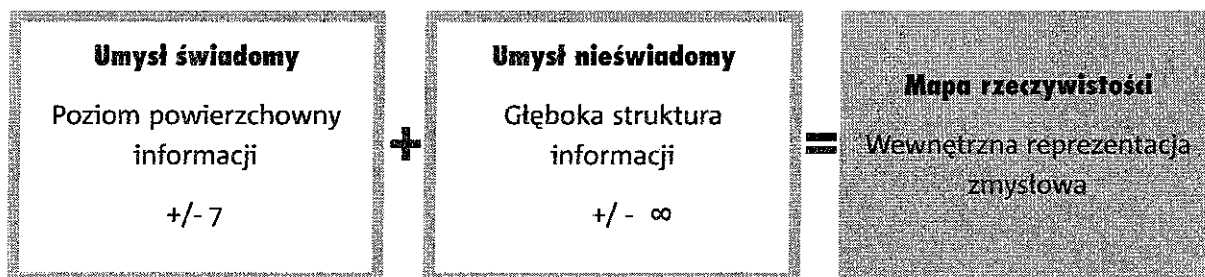 Umysł świadomy
Poziom powierzchowny
informacji
+/- 7
+
Umysł nieświadomy
Głęboka struktura
informacji
+/- ∞
=
Mapa rzeczywistości
Wewnętrzna reprezentacja
zmysłowa